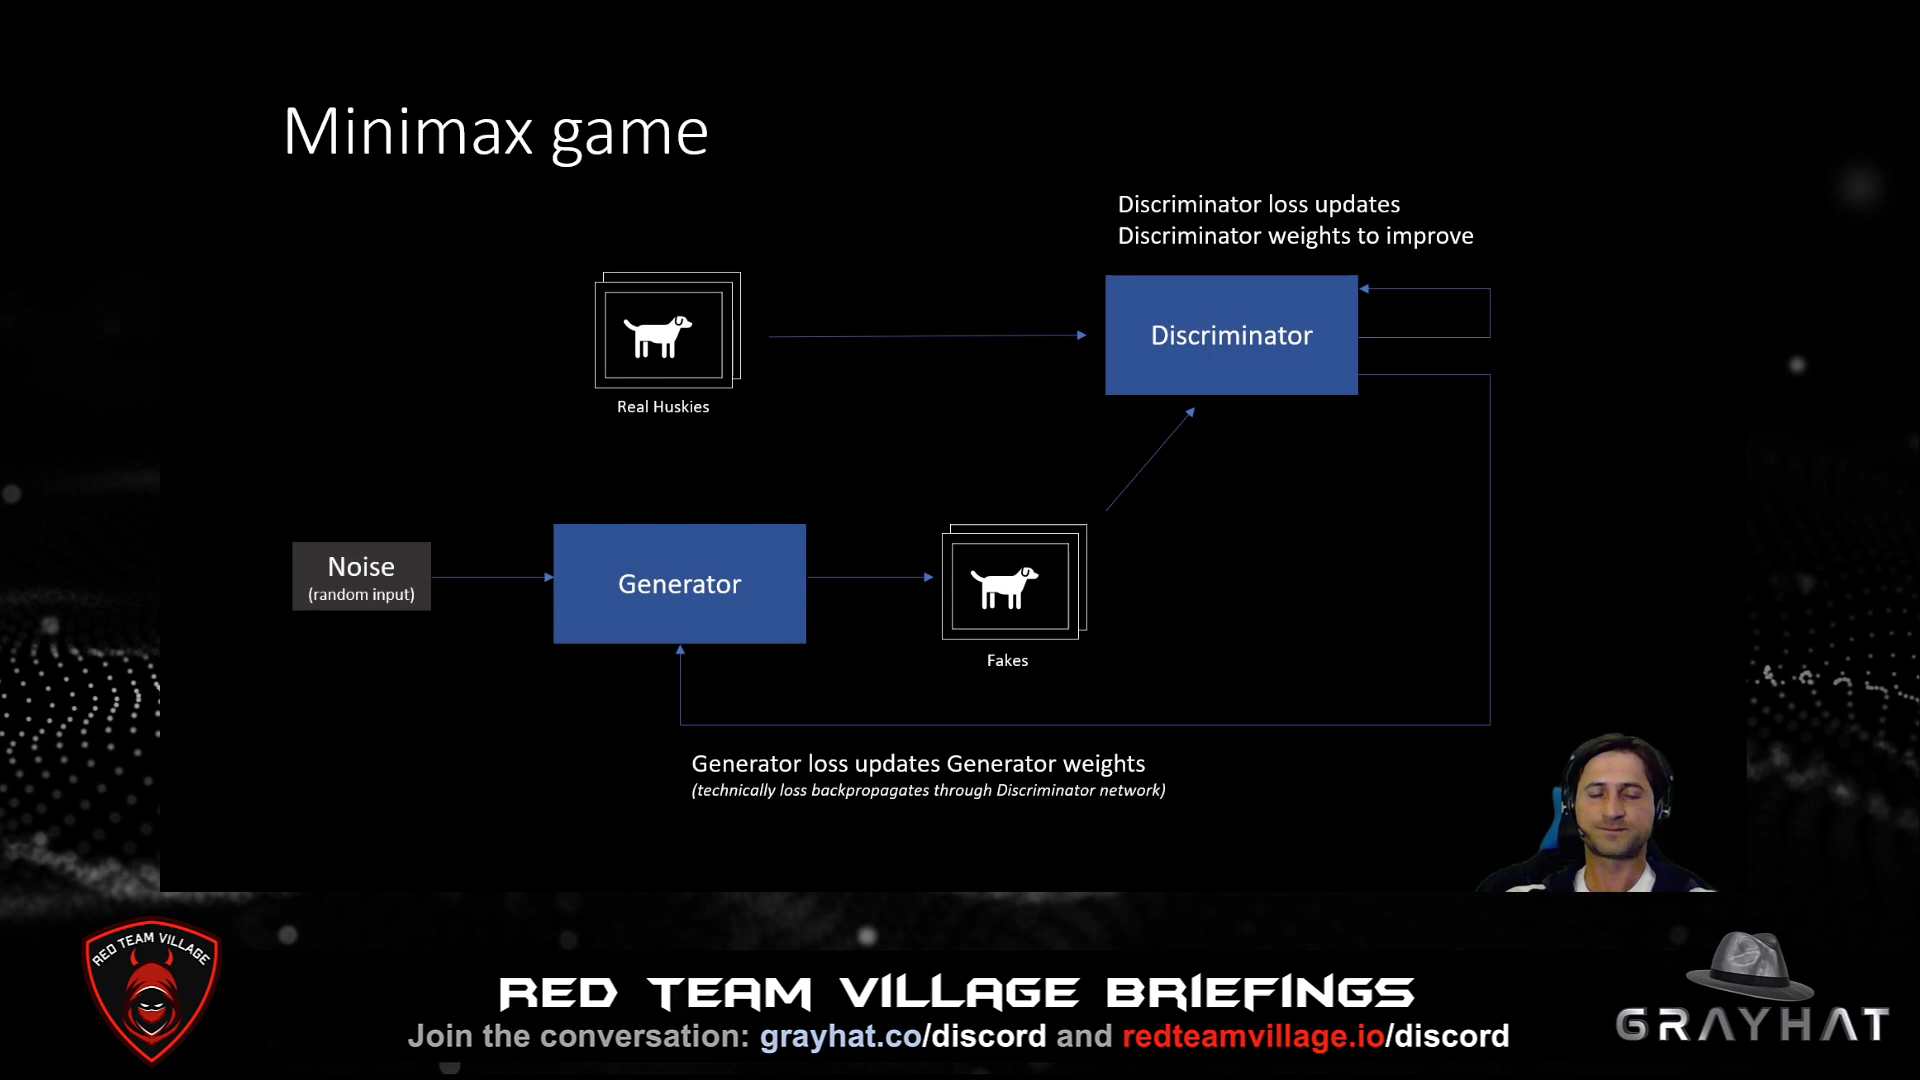 Minimax game
Discriminator loss updates
Discriminator weights to improve
Discriminator
Real Huskies
Noise
(random input)
Generator
Fakes
Generator loss updates Generator weights
(technically loss backpropagates through Discriminator network)
RED TEAM VILLAGE
RED TEAM VILLAGE BRIEFINGS
Join the conversation: grayhat.co/discord and redteamvillage.io/discord
GRAYHAT